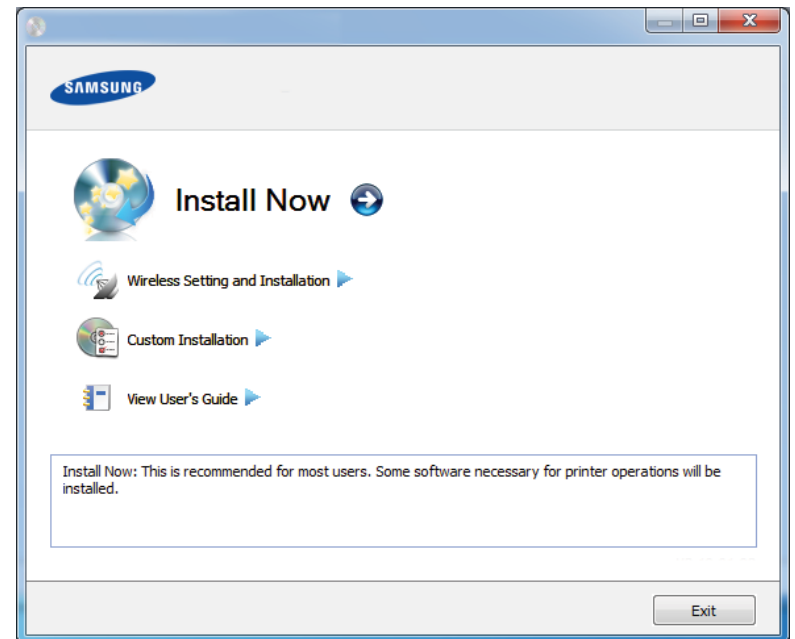 SAMSUNG
Install Now
Wireless Setting and Installation
Custom Installation
View User's Guide
Install Now: This is recommended for most users. Some software necessary for printer operations will be
installed.
Exit